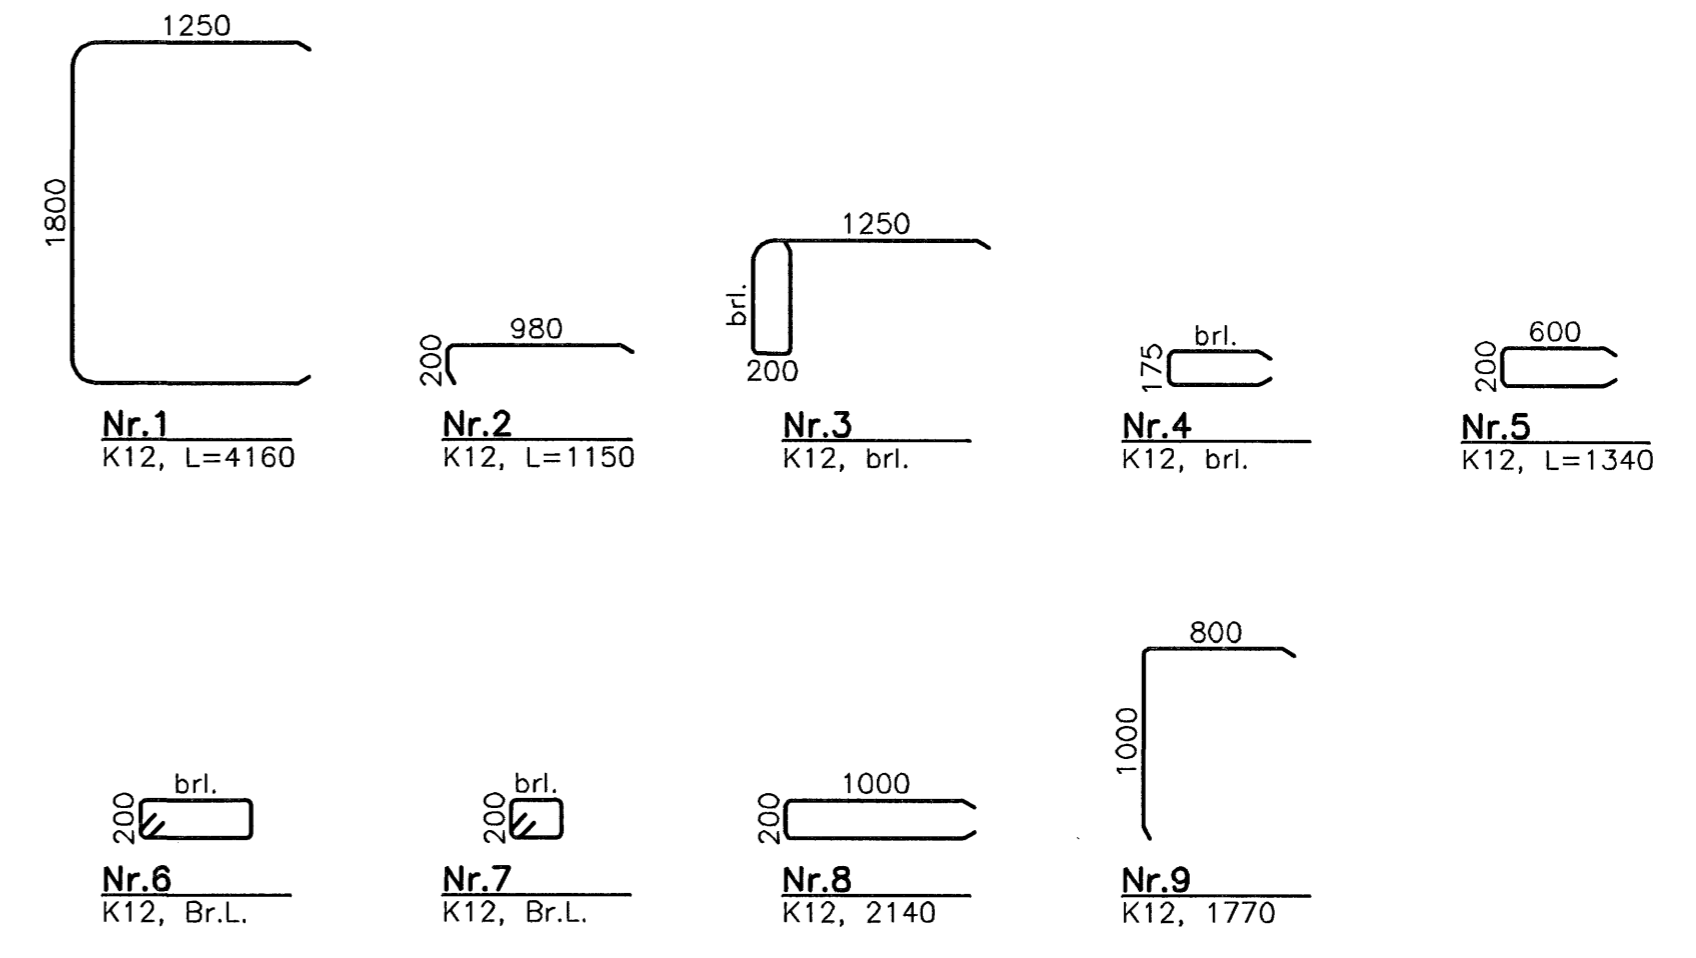 1250
1800
Nr.1
K12, L=4160
980
200
Nr.2
K12, L=1150
1250
brl.
200
Nr.3
K12, brl.
brl.
175
Nr.4
K12, brl.
600
200
Nr.5
K12, L=1340
brl.
200
Nr.6
K12, Br.L.
brl.
200
Nr.7
K12, Br.L.
1000
200
Nr.8
K12, 2140
800
1000
Nr.9
K12, 1770